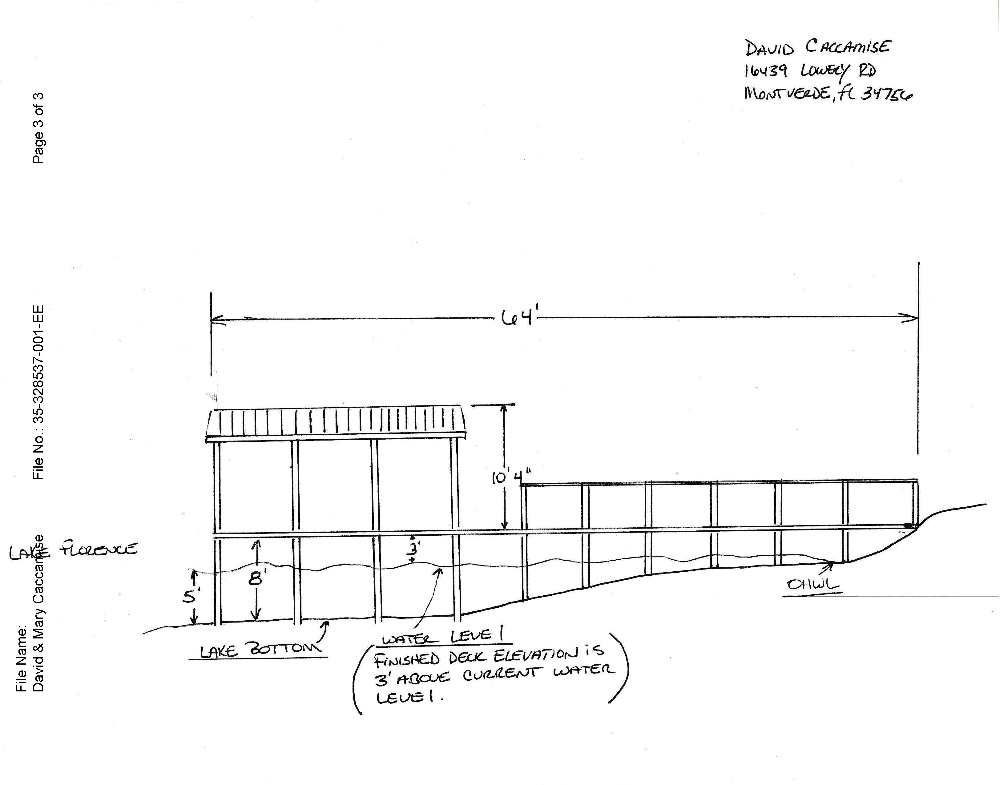 DAVID CACCAMISE
16439 LOWERY RD
MONTVERDE, FL 34756
Page 3 of 3
File No.: 35-328537-001-EE
File Name:
David & Mary Caccamise
64'
10' 4"
LAKE FLORENCE
3'
8'
5'
OHWL
LAKE BOTTOM
WATER LEVEL
(FINISHED DECK ELEVATION IS
3' ABOVE CURRENT WATER
LEVEL.)